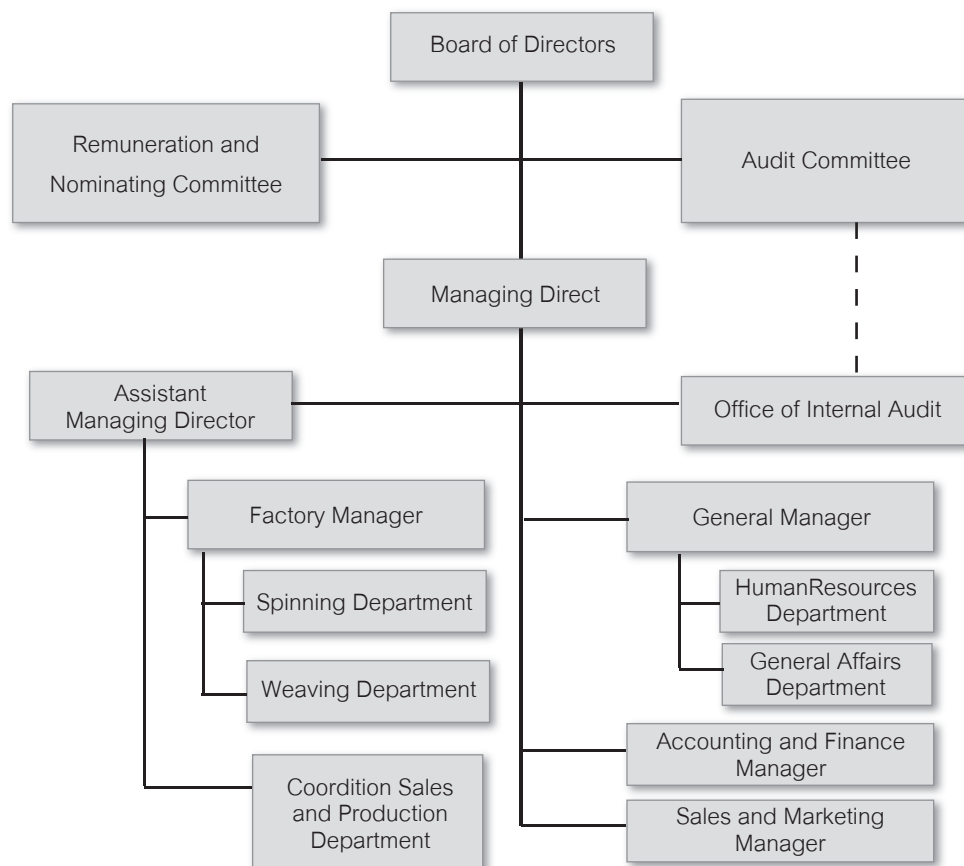 Board of Directors
Remuneration and
Nominating Committee
Audit Committee
Managing Direct
Assistant
Managing Director
Office of Internal Audit
Factory Manager
General Manager
Spinning Department
HumanResources
Department
Weaving Department
General Affairs
Department
Accounting and Finance
Manager
Coordition Sales
and Production
Department
Sales and Marketing
Manager